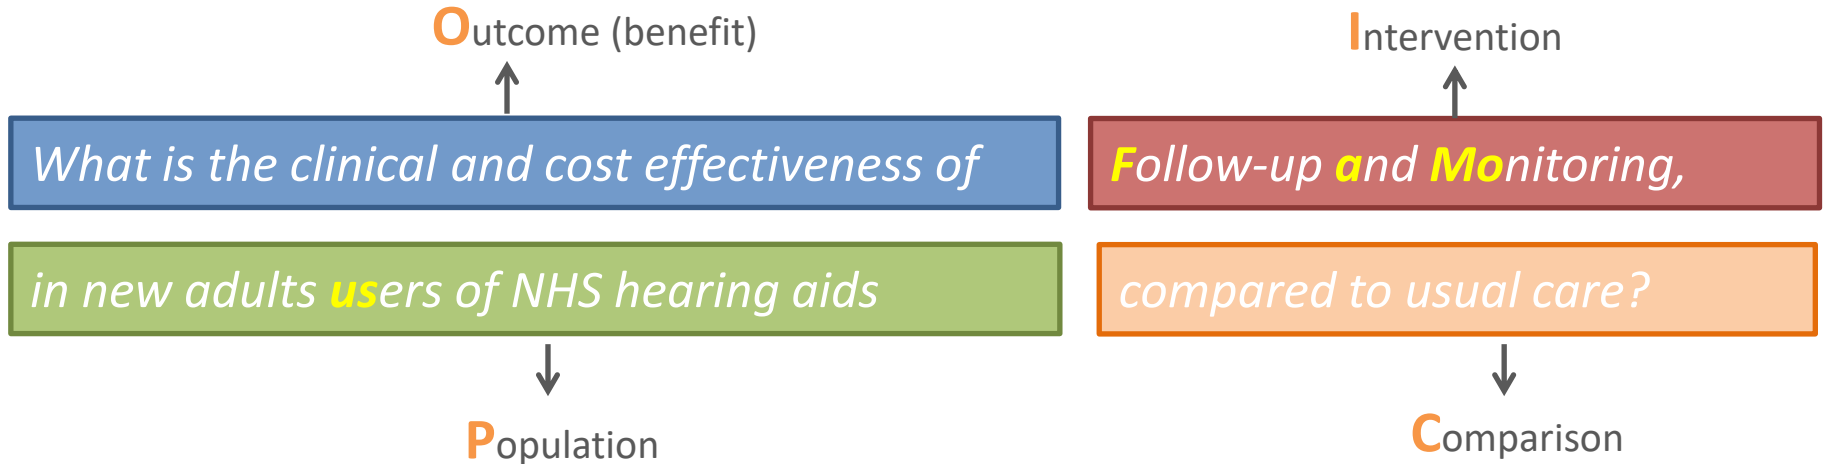 Outcome (benefit)
Intervention
What is the clinical and cost effectiveness of
Follow-up and Monitoring,
in new adults users of NHS hearing aids
compared to usual care?
Population
Comparison